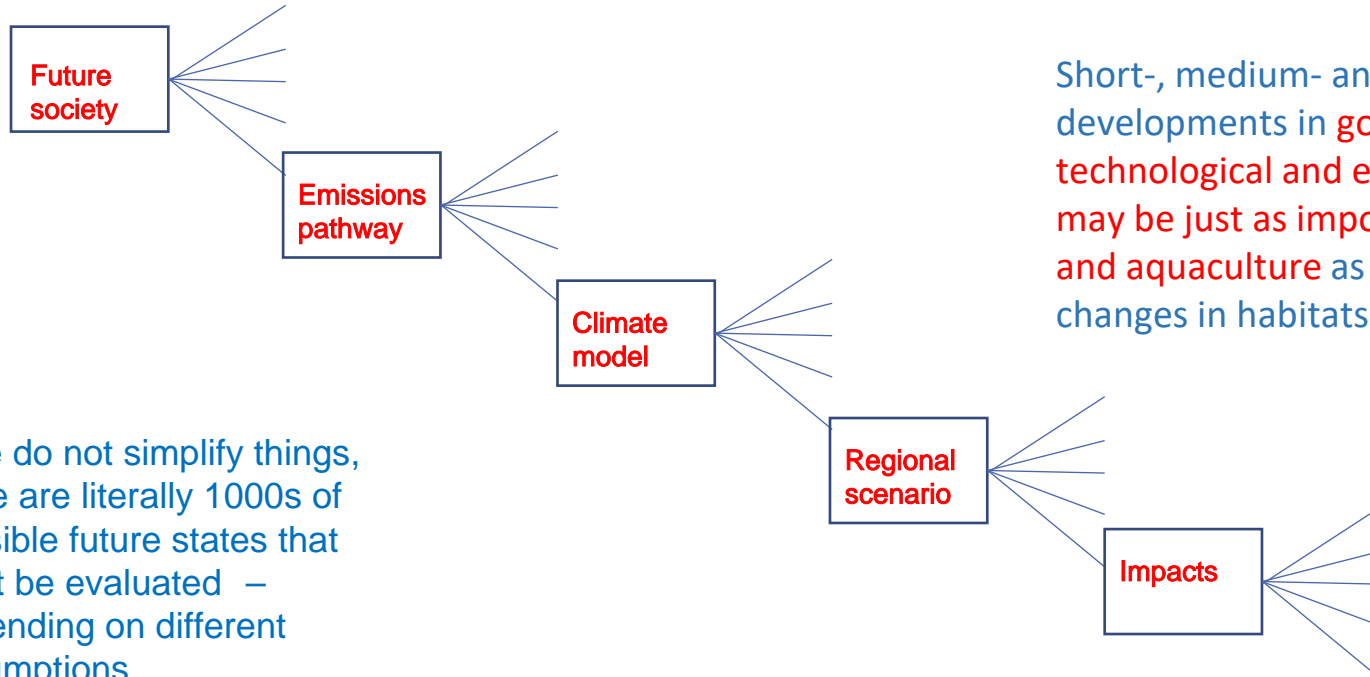 Future
society
Short-, medium- an
developments in go
technological and e
may be just as impo
and aquaculture as
changes in habitats
Emissions
pathway
Climate
model
e do not simplify things,
e are literally 1000s of
sible future states that
t be evaluated –
ending on different
umptions
Regional
scenario
Impacts